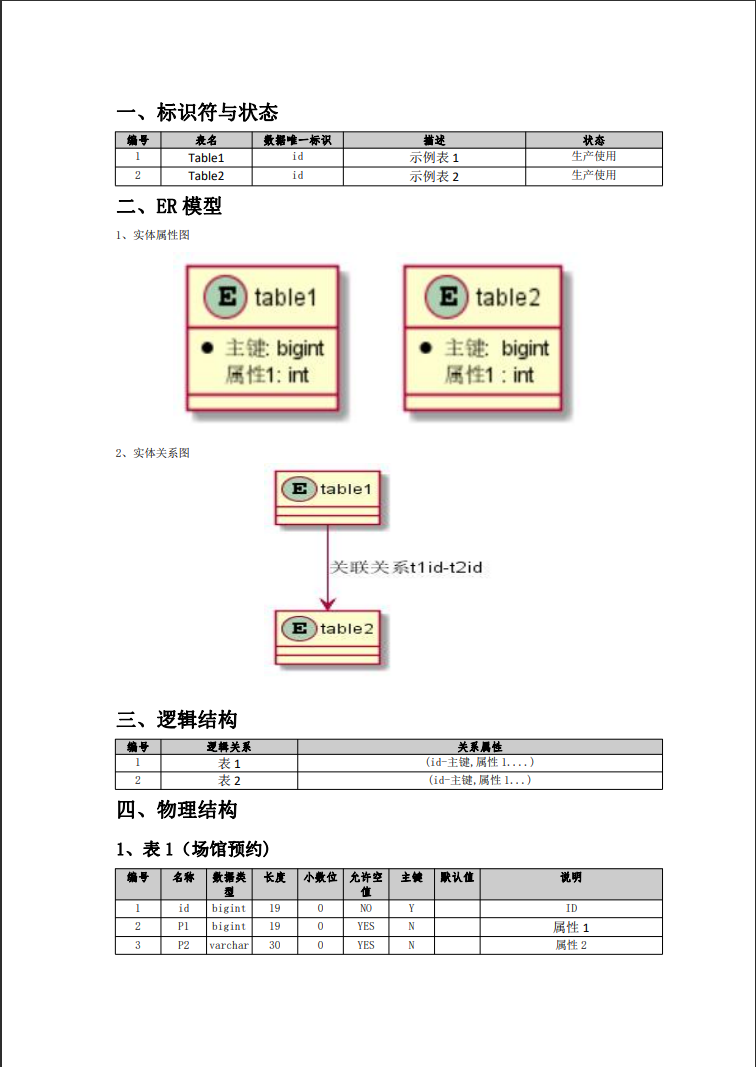 一、标识符与状态
编号 表名 数据唯一标识 描述 状态
1 Table1 id 示例表 1 生产使用
2 Table2 id 示例表 2 生产使用
二、ER 模型
1、实体属性图
E table1 E table2
主键: bigint 主键: bigint
属性1: int 属性1 : int
2、实体关系图
E table1
关联关系t1id-t2id
E table2
三、逻辑结构
编号 逻辑关系 关系属性
1 表 1 (id-主键,属性 1....)
2 表 2 (id-主键,属性 1...)
四、物理结构
1、表 1（场馆预约)
编号 名称 数据类型 长度 小数位 允许空值 主键 默认值 说明
1 id bigint 19 0 NO Y ID
2 P1 bigint 19 0 YES N 属性 1
3 P2 varchar 30 0 YES N 属性 2